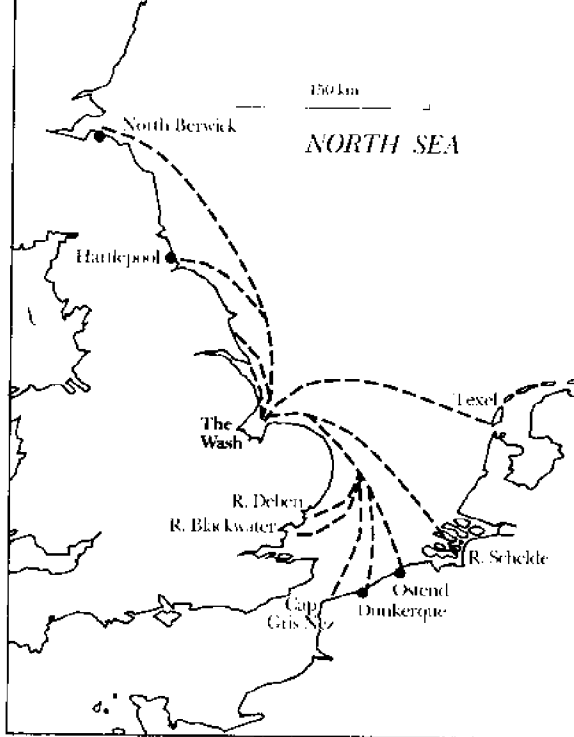 150 km
North Berwick
NORTH SEA
Hartlepool
Texel
The
Wash
R. Deben
R. Blackwater
R. Schelde
Ostend
Cap
Gris Nez
Dunkerque